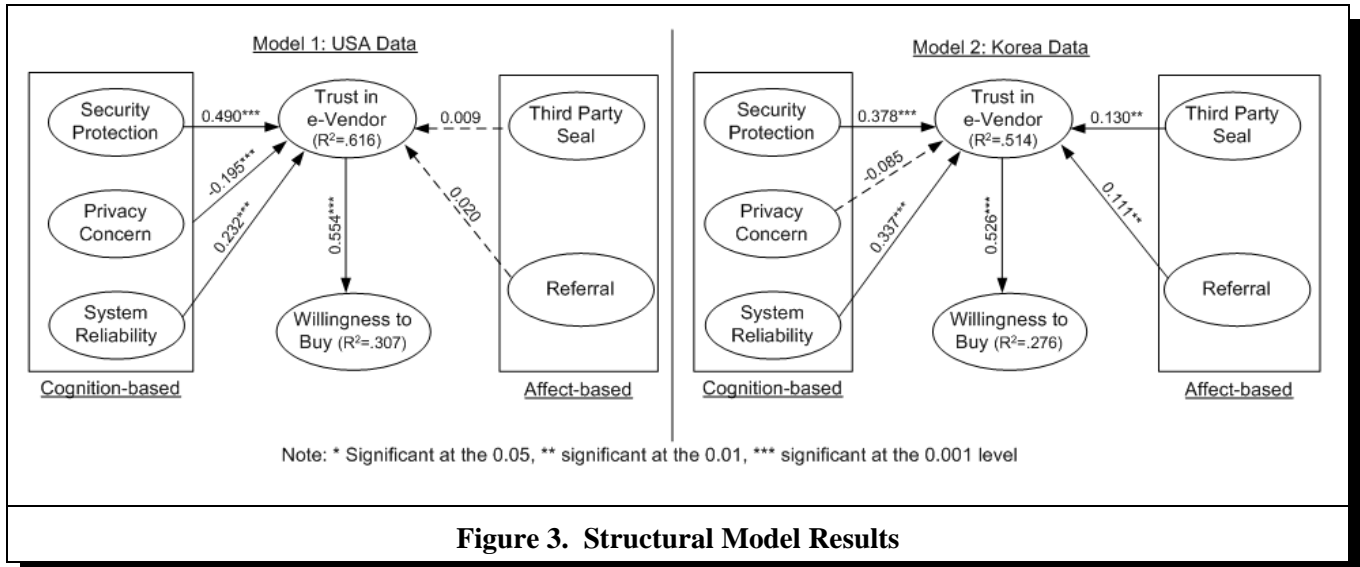 Model 1: USA Data
Security
Protection
Privacy
Concern
System
Reliability
Cognition-based
0.490***
-0.195***
0.232***
Trust in
e-Vendor
(R²=.616)
0.554***
Willingness to
Buy (R²=.307)
0.009
0.020
Third Party
Seal
Referral
Affect-based
Model 2: Korea Data
Security
Protection
Privacy
Concern
System
Reliability
Cognition-based
0.378***
-0.085
0.337***
Trust in
e-Vendor
(R²=.514)
0.526***
Willingness to
Buy (R²=.276)
0.130**
0.111**
Third Party
Seal
Referral
Affect-based
Note: * Significant at the 0.05, ** significant at the 0.01, *** significant at the 0.001 level
Figure 3. Structural Model Results